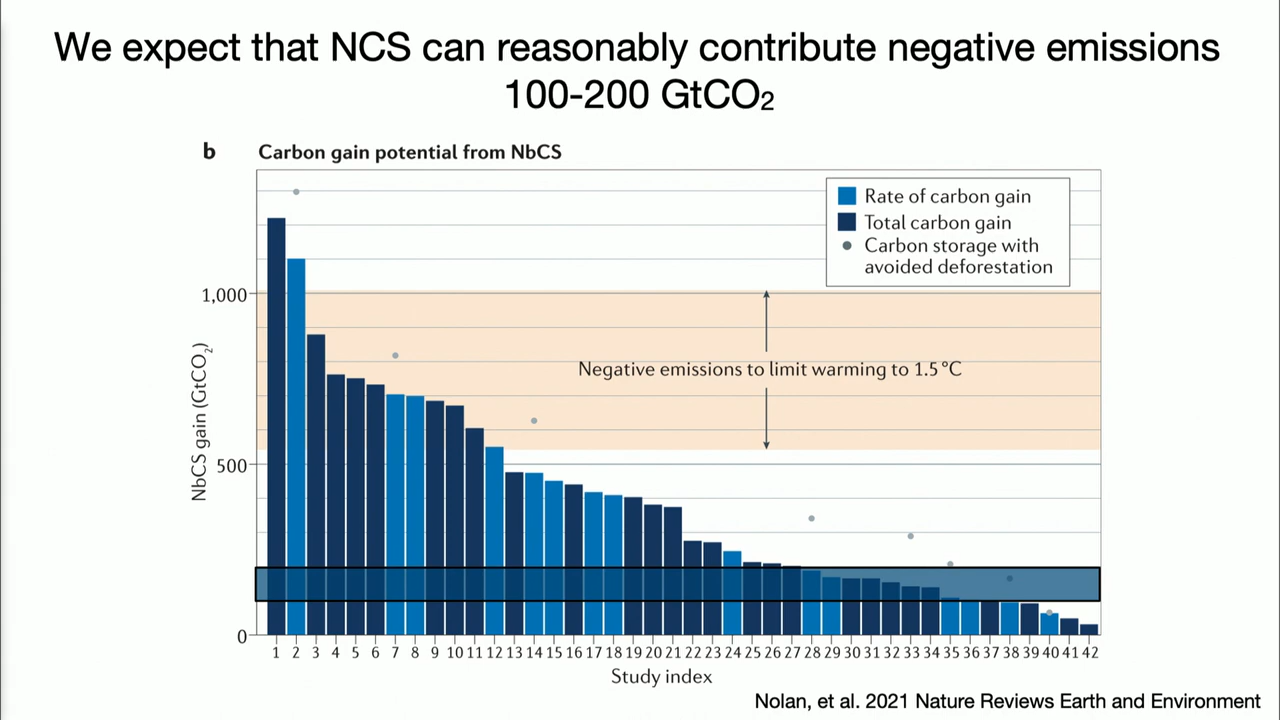 We expect that NCS can reasonably contribute negative emissions
100-200 GtCO₂
b Carbon gain potential from NbCS
Rate of carbon gain
Total carbon gain
Carbon storage with
avoided deforestation
1,000
Negative emissions to limit warming to 1.5 °C
NbCS gain (GtCO₂)
500
0
1 2 3 4 5 6 7 8 9 10 11 12 13 14 15 16 17 18 19 20 21 22 23 24 25 26 27 28 29 30 31 32 33 34 35 36 37 38 39 40 41 42
Study index
Nolan, et al. 2021 Nature Reviews Earth and Environment